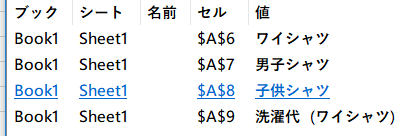 ブック シート 名前 セル 値
Book1 Sheet1 $A$6 ワイシャツ
Book1 Sheet1 $A$7 男子シャツ
Book1 Sheet1 $A$8 子供シャツ
Book1 Sheet1 $A$9 洗濯代（ワイシャツ)